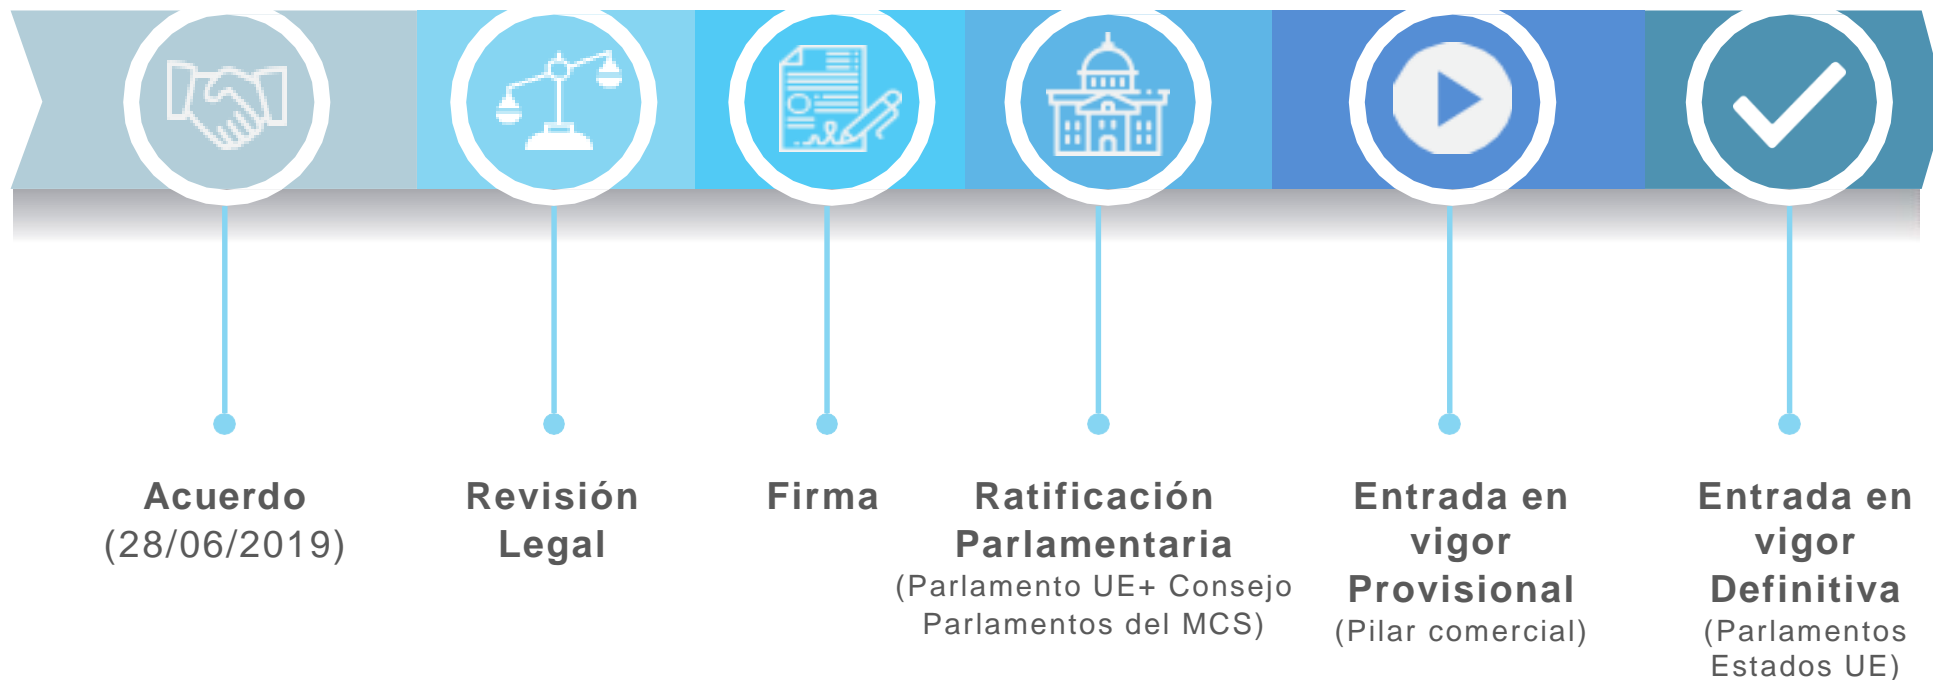 Acuerdo
(28/06/2019)
Revisión
Legal
Firma
Ratificación
Parlamentaria
(Parlamento UE+ Consejo
Parlamentos del MCS)
Entrada en
vigor
Provisional
(Pilar comercial)
Entrada en
vigor
Definitiva
(Parlamentos
Estados UE)